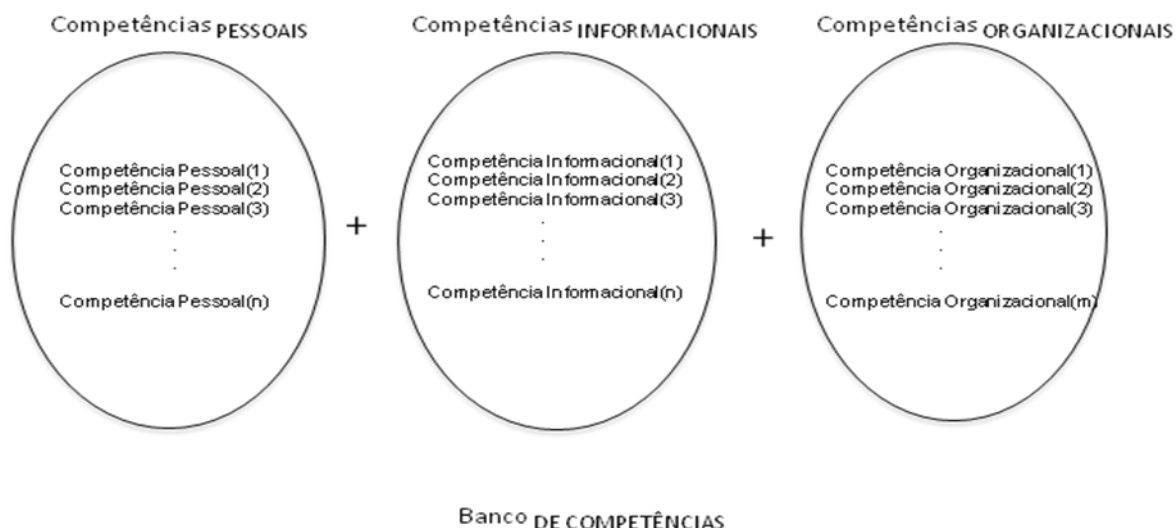 Competências PESSOAIS
Competência Pessoal(1)
Competência Pessoal(2)
Competência Pessoal(3)
.
.
.
Competência Pessoal(n)
+
Competências INFORMACIONAIS
Competência Informacional(1)
Competência Informacional(2)
Competência Informacional(3)
.
.
.
Competência Informacional(n)
+
Competências ORGANIZACIONAIS
Competência Organizacional(1)
Competência Organizacional(2)
Competência Organizacional(3)
.
.
.
Competência Organizacional(m)
Banco DE COMPETÊNCIAS